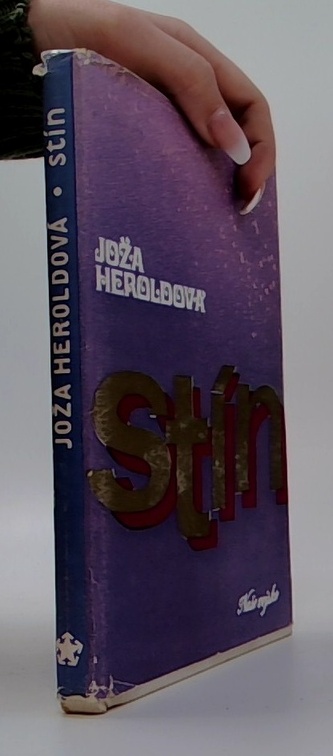 JOŽA HEROLDOVÁ • stín
JOŽA
HEROLDOVÁ
stín
Naše vojsko